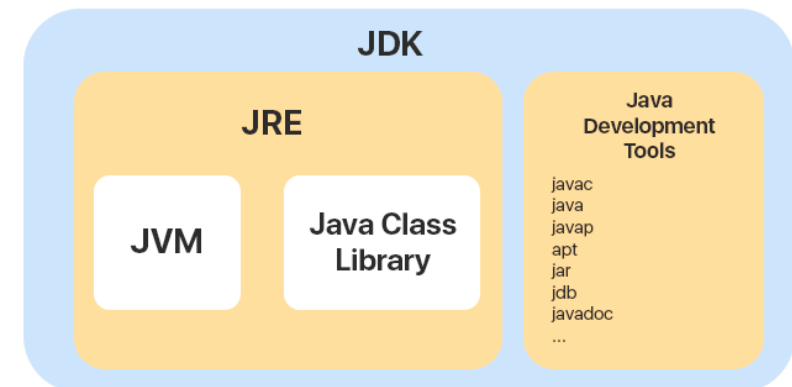 JDK
JRE
JVM
Java Class
Library
Java
Development
Tools
javac
java
javap
apt
jar
jdb
javadoc
...